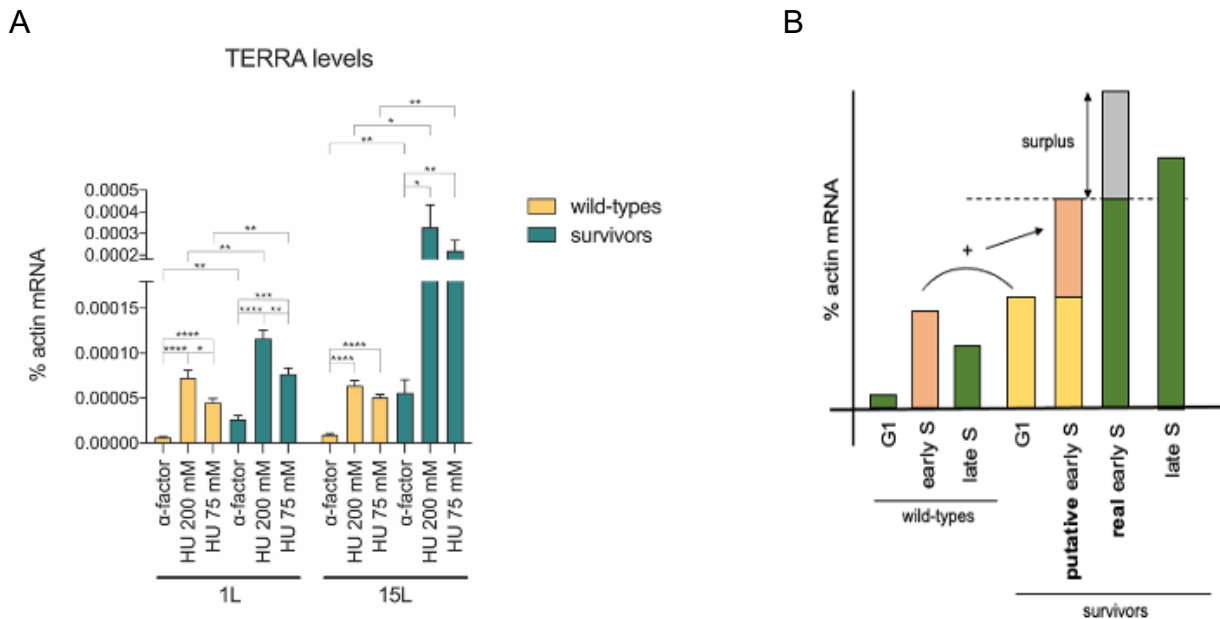 A
TERRA levels
** 
*
**
**
*
**
**
**
***
**** **
****
**** *
****
****
0.0005
0.0004
0.0003
0.0002
0.00015
0.00010
0.00005
0.00000
% actin mRNA
wild-types
survivors
α-factor
HU 200 mM
HU 75 mM
α-factor
HU 200 mM
HU 75 mM
α-factor
HU 200 mM
HU 75 mM
α-factor
HU 200 mM
HU 75 mM
1L
15L
B
% actin mRNA
surplus
+
G1
early S
late S
G1
putative early S
real early S
late S
wild-types
survivors